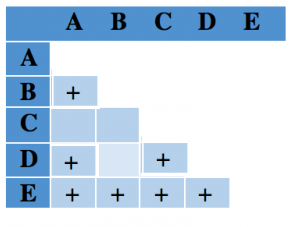 A B C D E
A
B +
C
D + +
E + + + +